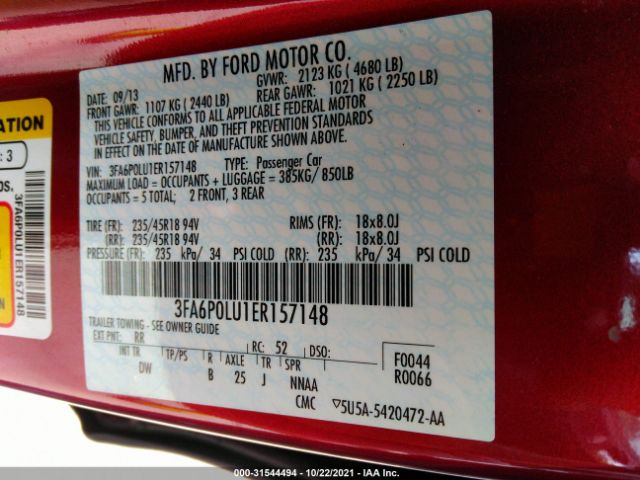 MFD. BY FORD MOTOR CO.
DATE: 09/13 GVWR: 2123 KG ( 4680 LB)
FRONT GAWR: 1107 KG ( 2440 LB) REAR GAWR: 1021 KG ( 2250 LB)
THIS VEHICLE CONFORMS TO ALL APPLICABLE FEDERAL MOTOR
VEHICLE SAFETY, BUMPER, AND THEFT PREVENTION STANDARDS
IN EFFECT ON THE DATE OF MANUFACTURE SHOWN ABOVE.
VIN: 3FA6P0LU1ER157148 TYPE: Passenger Car
MAXIMUM LOAD = OCCUPANTS + LUGGAGE = 385KG/ 850LB
OCCUPANTS = 5 TOTAL; 2 FRONT, 3 REAR
TIRE (FR): 235/45R18 94V RIMS (FR): 18x8.0J
(RR): 235/45R18 94V (RR): 18x8.0J
PRESSURE (FR): 235 kPa/ 34 PSI COLD (RR): 235 kPa/ 34 PSI COLD
3FA6P0LU1ER157148
TRAILER TOWING - SEE OWNER GUIDE
EXT PNT: RR RC: 52 DSO:
INT TR TP/PS R AXLE TR SPR F0044
DW B 25 J NNAA R0066
CMC ▽5U5A-5420472-AA
ATION
: 3
bs.
3FA6P0LU1ER157148
000-31544494 - 10/22/2021 - IAA Inc.